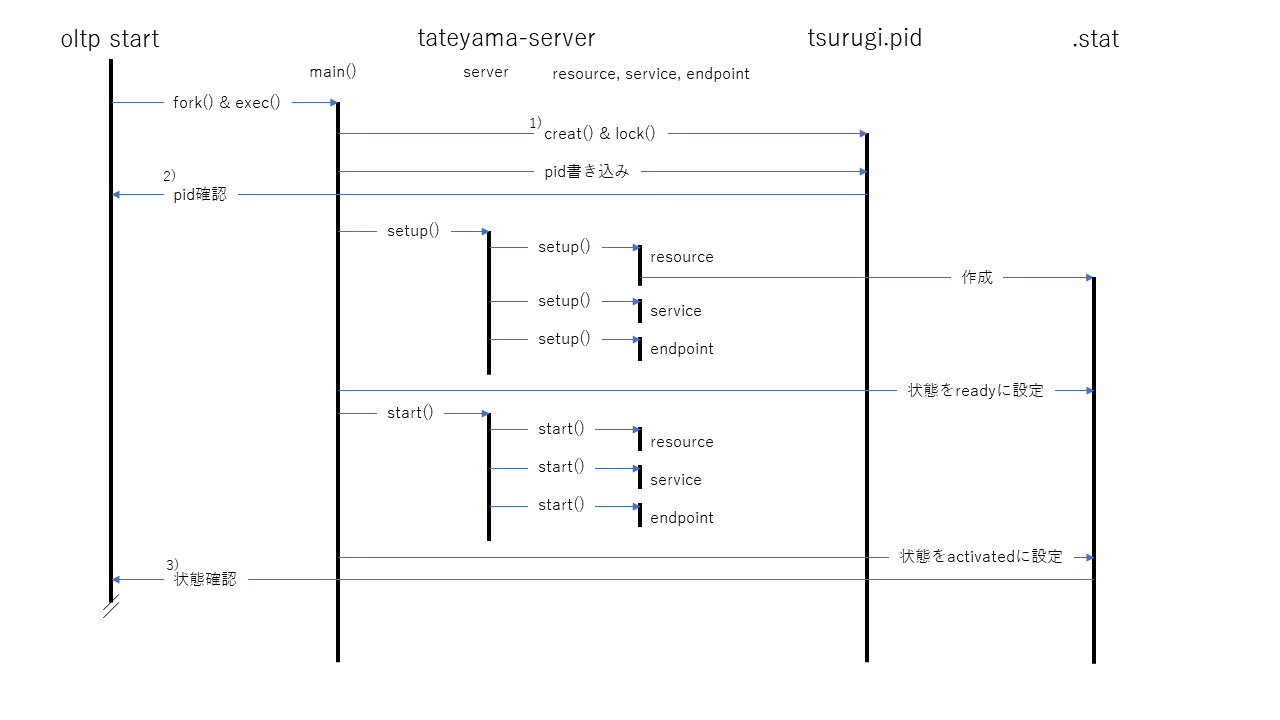 oltp start
tateyama-server
tsurugi.pid
.stat
main()
server
resource, service, endpoint
fork() & exec()
1)
creat() & lock()
pid書き込み
2)
pid確認
setup()
setup()
resource
作成
setup()
service
setup()
endpoint
状態をreadyに設定
start()
start()
resource
start()
service
start()
endpoint
状態をactivatedに設定
3)
状態確認